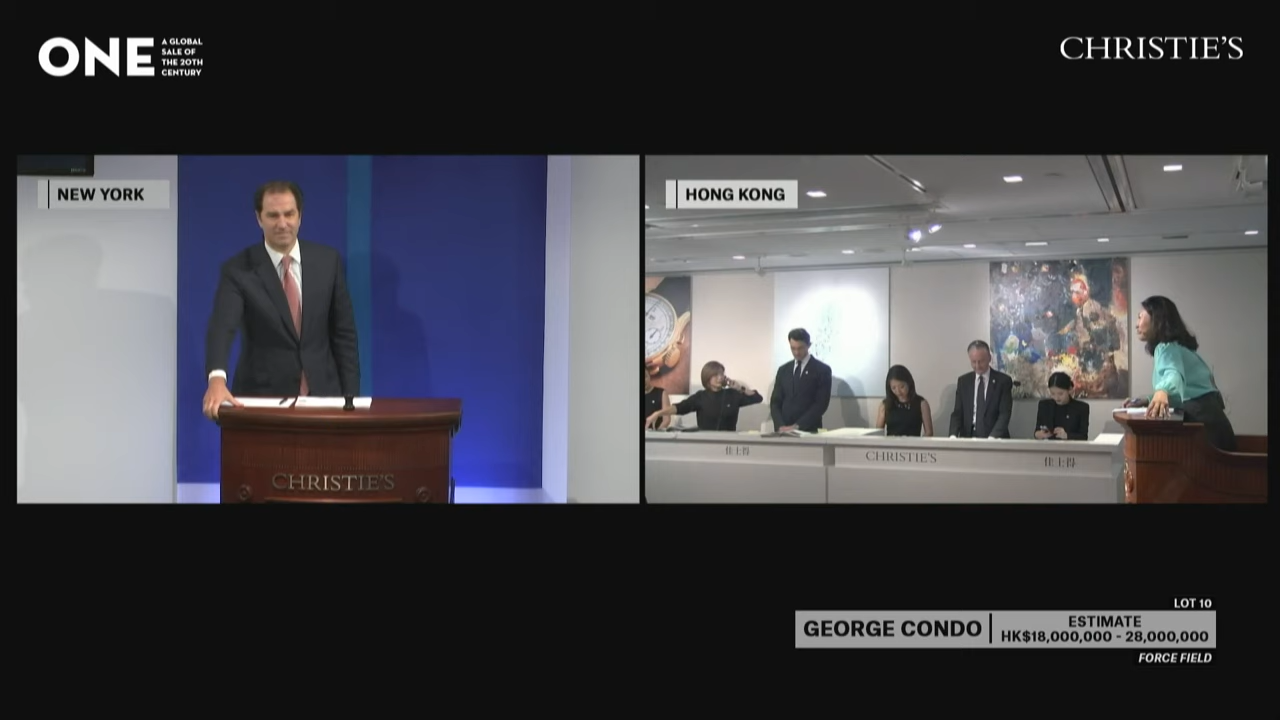 ONE
A GLOBAL
SALE OF
THE 20TH
CENTURY
CHRISTIE'S
NEW YORK
HONG KONG
CHRISTIE'S
佳士得
CHRISTIE'S
佳士得
LOT 10
GEORGE CONDO
ESTIMATE
HK$18,000,000 - 28,000,000
FORCE FIELD